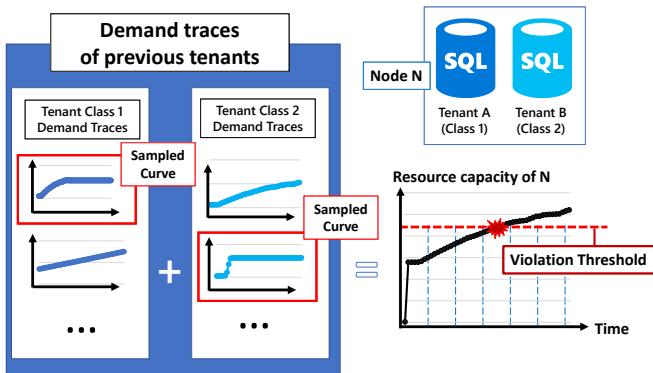 Demand traces
of previous tenants
Tenant Class 1
Demand Traces
Sampled
Curve
...
Tenant Class 2
Demand Traces
Sampled
Curve
...
+
=
Node N
SQL
SQL
Tenant A
(Class 1)
Tenant B
(Class 2)
Resource capacity of N
Violation Threshold
Time